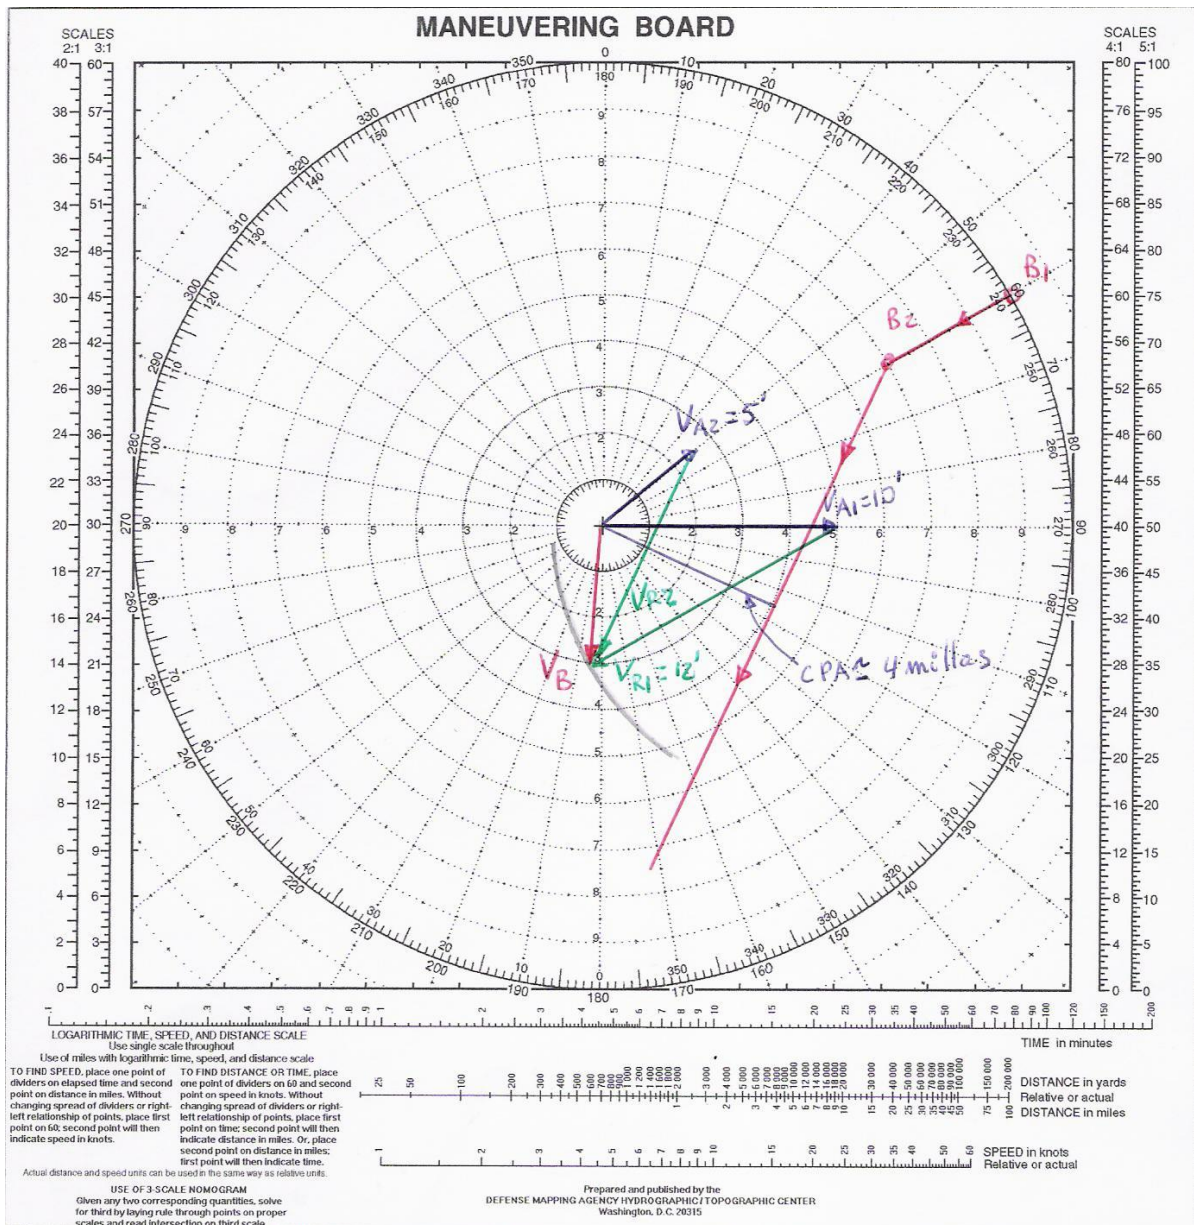 MANEUVERING BOARD
SCALES
2:1 3:1
SCALES
4:1 5:1
B1
B2
VA2=5'
VA1=10'
VR2
VB
VR1=12'
CPA≃ 4 millas
LOGARITHMIC TIME, SPEED, AND DISTANCE SCALE
Use single scale throughout
Use of miles with logarithmic time, speed, and distance scale
TO FIND SPEED, place one point of
dividers on elapsed time and second
point on distance in miles. Without
changing spread of dividers or right-
left relationship of points, place first
point on 60; second point will then
indicate speed in knots.
TO FIND DISTANCE OR TIME, place
one point of dividers on 60 and second
point on speed in knots. Without
changing spread of dividers or right-
left relationship of points, place first
point on time; second point will then
indicate distance in miles. Or, place
second point on distance in miles;
first point will then indicate time.
Actual distance and speed units can be used in the same way as relative units.
USE OF 3-SCALE NOMOGRAM
Given any two corresponding quantities, solve
for third by laying rule through points on proper
scales and read intersection on third scale.
TIME in minutes
DISTANCE in yards
Relative or actual
DISTANCE in miles
SPEED in knots
Relative or actual
Prepared and published by the
DEFENSE MAPPING AGENCY HYDROGRAPHIC/TOPOGRAPHIC CENTER
Washington, D.C. 20315